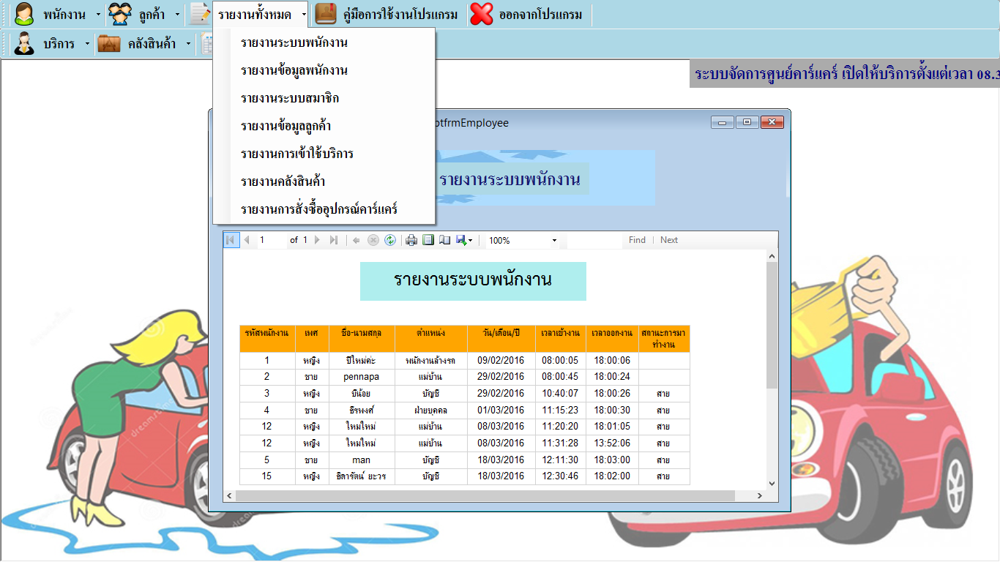 พนักงาน ลูกค้า รายงานทั้งหมด คู่มือการใช้งานโปรแกรม ออกจากโปรแกรม
บริการ คลังสินค้า
รายงานระบบพนักงาน
รายงานข้อมูลพนักงาน
รายงานระบบสมาชิก
รายงานข้อมูลลูกค้า
รายงานการเข้าใช้บริการ
รายงานคลังสินค้า
รายงานการสั่งซื้ออุปกรณ์คาร์แคร์
ระบบจัดการศูนย์คาร์แคร์ เปิดให้บริการตั้งแต่เวลา 08.3
ptfrmEmployee
รายงานระบบพนักงาน
1 of 1 100% Find | Next
รายงานระบบพนักงาน
รหัสพนักงาน เพศ ชื่อ-นามสกุล ตำแหน่ง วัน/เดือน/ปี เวลาเข้างาน เวลาออกงาน สถานะการมา
ทำงาน
1 หญิง ปีใหม่ค่ะ พนักงานล้างรถ 09/02/2016 08:00:05 18:00:06
2 ชาย pennapa แม่บ้าน 29/02/2016 08:00:45 18:00:24
3 หญิง บีน้อย บัญชี 29/02/2016 10:40:07 18:00:26 สาย
4 ชาย ธีรพงศ์ ฝ่ายบุคคล 01/03/2016 11:15:23 18:00:30 สาย
12 หญิง ใหม่ใหม่ แม่บ้าน 08/03/2016 11:20:20 18:01:05 สาย
12 หญิง ใหม่ใหม่ แม่บ้าน 08/03/2016 11:31:28 13:52:06 สาย
5 ชาย man บัญชี 18/03/2016 12:11:30 18:03:00 สาย
15 หญิง ธิดารัตน์ ยะวร บัญชี 18/03/2016 12:30:46 18:02:00 สาย